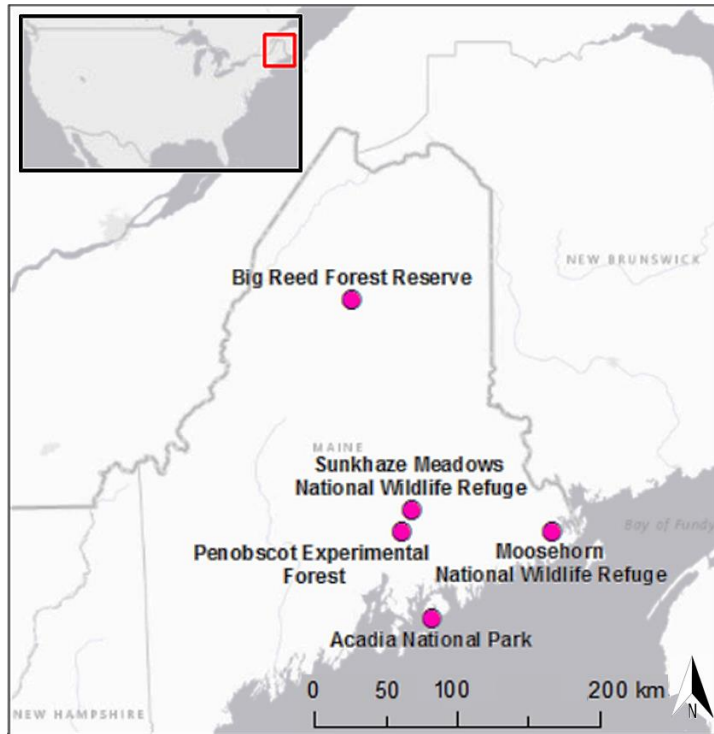 NEW BRUNSWICK
Big Reed Forest Reserve
MAINE
Sunkhaze Meadows
National Wildlife Refuge
Bay of Fundy
Penobscot Experimental
Forest
Moosehorn
National Wildlife Refuge
Acadia National Park
0 50 100 200 km
NEW HAMPSHIRE
N